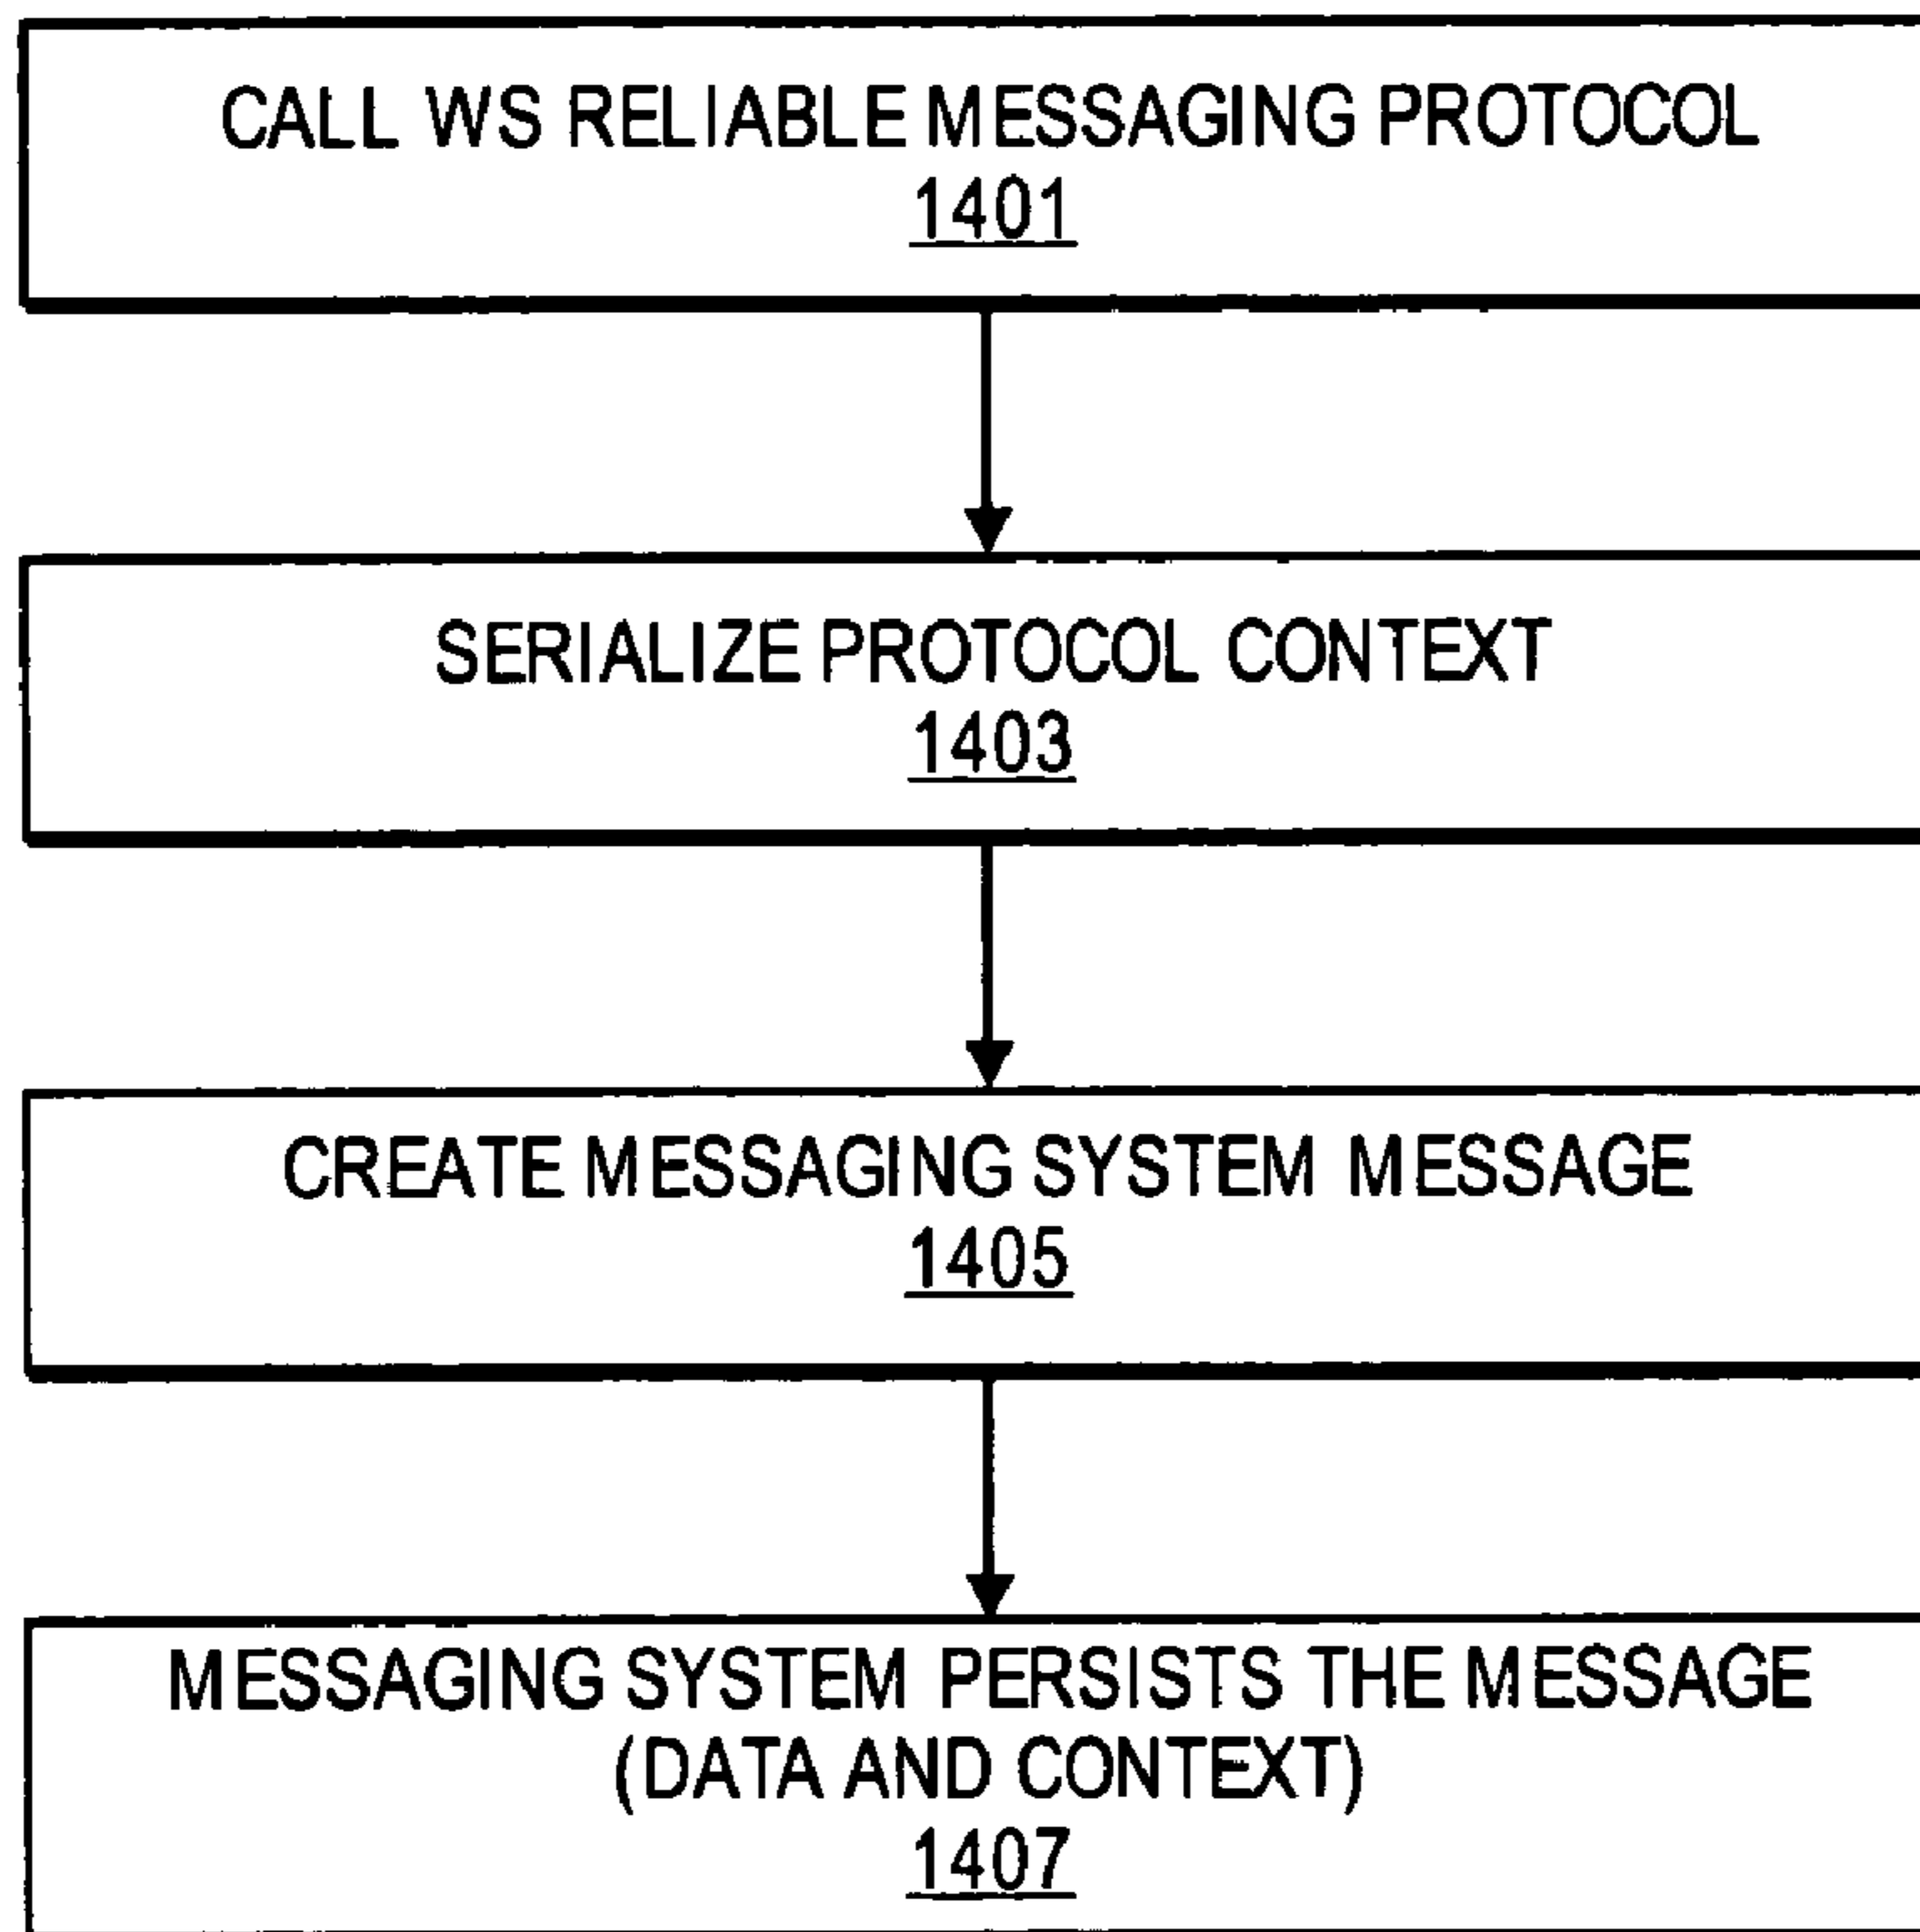 CALL WS RELIABLE MESSAGING PROTOCOL
1401
SERIALIZE PROTOCOL CONTEXT
1403
CREATE MESSAGING SYSTEM MESSAGE
1405
MESSAGING SYSTEM PERSISTS THE MESSAGE
(DATA AND CONTEXT)
1407